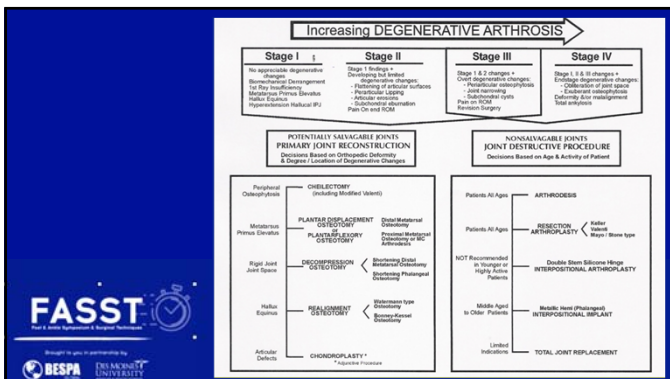 Increasing DEGENERATIVE ARTHROSIS
Stage I
No appreciable degenerative
changes
Biomechanical Derangement
1st Ray Insufficiency
Metatarsus Primus Elevatus
Hallux Equinus
Hyperextension Hallucal IPJ
Stage II
Stage 1 findings +
Developing but limited
degenerative changes:
- Flattening of articular surfaces
- Periarticular Lipping
- Articular erosions
- Subchondral eburnation
Pain On end ROM
Stage III
Stage 1 & 2 changes +
Overt degenerative changes:
- Periarticular osteophytosis
- Joint narrowing
- Subchondral cysts
Pain on ROM
Revision Surgery
Stage IV
Stage I, II & III changes +
Endstage degenerative changes:
- Obliteration of joint space
- Exuberant osteophytosis
Deformity &/or malalignment
Total ankylosis
POTENTIALLY SALVAGABLE JOINTS
PRIMARY JOINT RECONSTRUCTION
Decisions Based on Orthopedic Deformity
& Degree / Location of Degenerative Changes
NONSALVAGABLE JOINTS
JOINT DESTRUCTIVE PROCEDURE
Decisions Based on Age & Activity of Patient
Peripheral
Osteophytosis
CHEILECTOMY
(including Modified Valenti)
Metatarsus
Primus Elevatus
PLANTAR DISPLACEMENT
OSTEOTOMY
or
PLANTARFLEXORY
OSTEOTOMY
Distal Metatarsal
Osteotomy
Proximal Metatarsal
Osteotomy or MC
Arthrodesis
Rigid Joint
Joint Space
DECOMPRESSION
OSTEOTOMY
Shortening Distal
Metatarsal Osteotomy
Shortening Phalangeal
Osteotomy
Hallux
Equinus
REALIGNMENT
OSTEOTOMY
Watermann type
Osteotomy
Bonney-Kessel
Osteotomy
Articular
Defects
CHONDROPLASTY *
* Adjunctive Procedure
Patients All Ages
ARTHRODESIS
Patients All Ages
RESECTION
ARTHROPLASTY
Keller
Valenti
Mayo / Stone type
NOT Recommended
in Younger or
Highly Active
Patients
Double Stem Silicone Hinge
INTERPOSITIONAL ARTHROPLASTY
Middle Aged
to Older Patients
Metallic Hemi (Phalangeal)
INTERPOSITIONAL IMPLANT
Limited
Indications
TOTAL JOINT REPLACEMENT
FASST
Foot & Ankle Symposium & Surgical Techniques
Brought to you in partnership by
BESPA
DES MOINES
UNIVERSITY